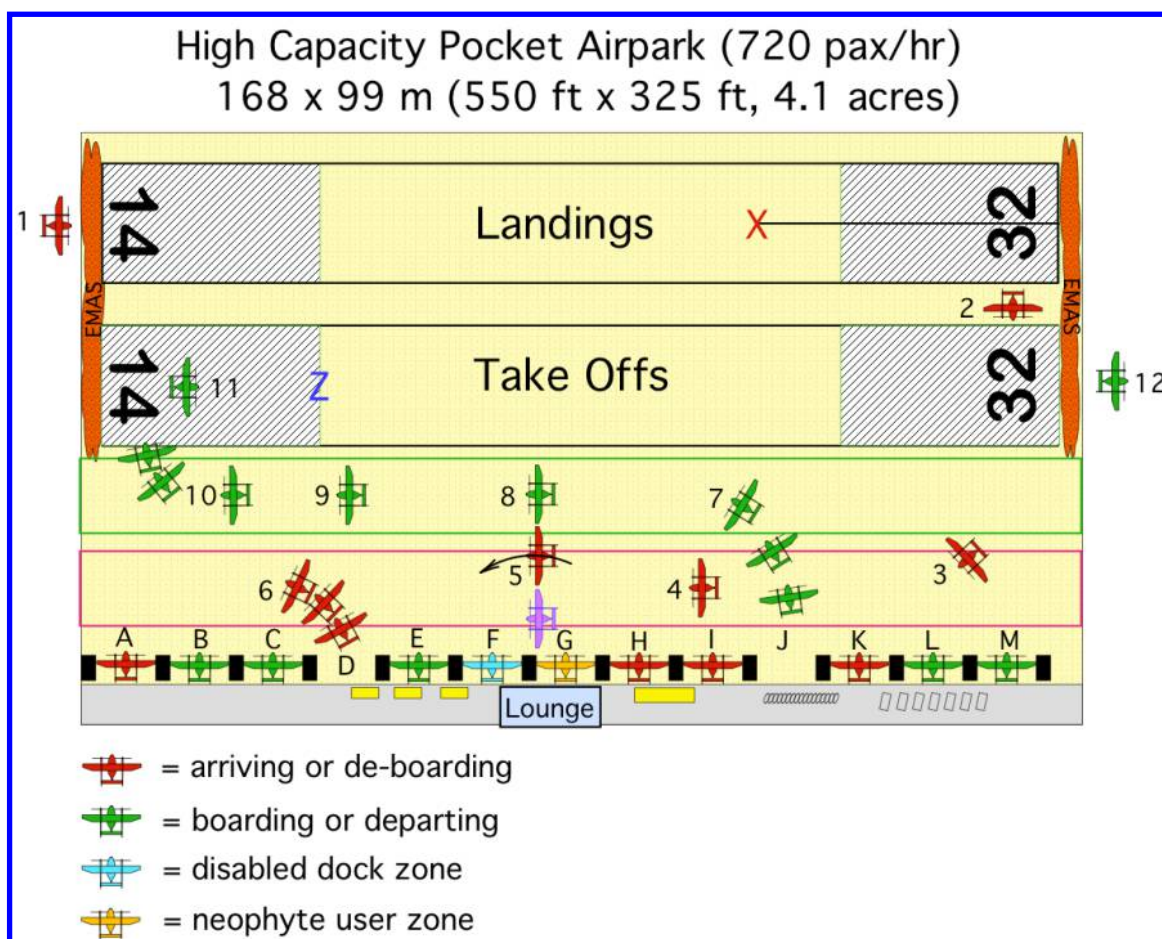 High Capacity Pocket Airpark (720 pax/hr)
168 x 99 m (550 ft x 325 ft, 4.1 acres)
14
Landings
X
32
1
EMAS
EMAS
2
14
11
Z
Take Offs
32
12
10
9
8
7
6
5
4
3
A
B
C
D
E
F
G
H
I
J
K
L
M
Lounge
= arriving or de-boarding
= boarding or departing
= disabled dock zone
= neophyte user zone